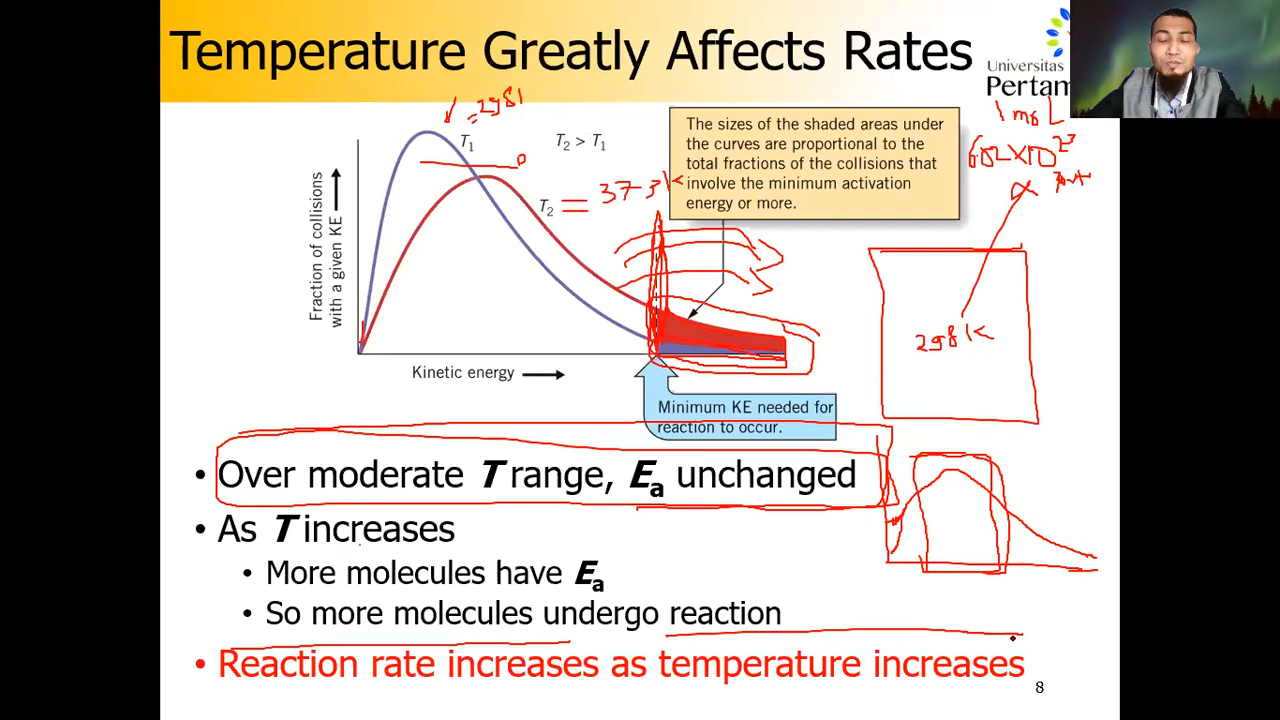 Temperature Greatly Affects Rates
Universitas
Pertam
= 298K
1 mol
6.02 x 10^23
T1
T2 > T1
T2 = 373 K
Fraction of collisions
with a given KE
The sizes of the shaded areas under
the curves are proportional to the
total fractions of the collisions that
involve the minimum activation
energy or more.
298 K
Kinetic energy
Minimum KE needed for
reaction to occur.
• Over moderate T range, Ea unchanged
• As T increases
• More molecules have Ea
• So more molecules undergo reaction
• Reaction rate increases as temperature increases
8